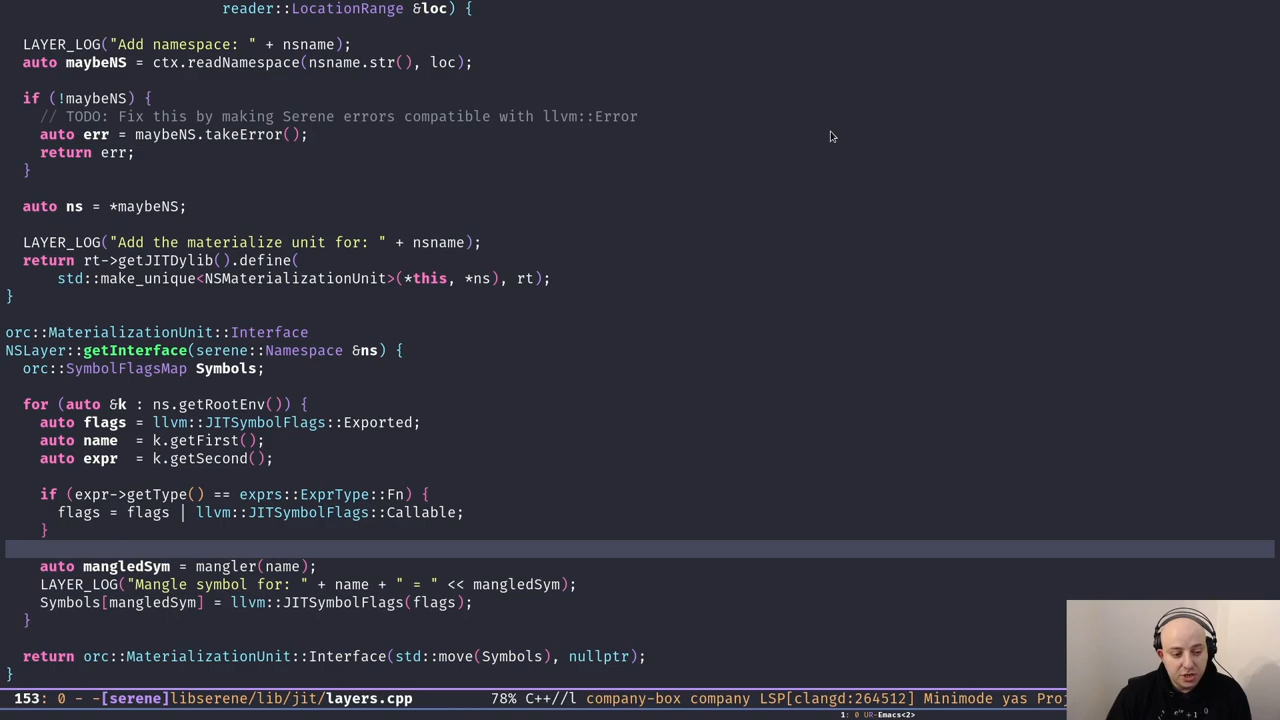 reader::LocationRange &loc) {
LAYER_LOG("Add namespace: " + nsname);
auto maybeNS = ctx.readNamespace(nsname.str(), loc);
if (!maybeNS) {
// TODO: Fix this by making Serene errors compatible with llvm::Error
auto err = maybeNS.takeError();
return err;
}
auto ns = *maybeNS;
LAYER_LOG("Add the materialize unit for: " + nsname);
return rt->getJITDylib().define(
std::make_unique<NSMaterializationUnit>(*this, *ns), rt);
}
orc::MaterializationUnit::Interface
NSLayer::getInterface(serene::Namespace &ns) {
orc::SymbolFlagsMap Symbols;
for (auto &k : ns.getRootEnv()) {
auto flags = llvm::JITSymbolFlags::Exported;
auto name  = k.getFirst();
auto expr  = k.getSecond();
if (expr->getType() == exprs::ExprType::Fn) {
flags = flags | llvm::JITSymbolFlags::Callable;
}
auto mangledSym = mangler(name);
LAYER_LOG("Mangle symbol for: " + name + " = " << mangledSym);
Symbols[mangledSym] = llvm::JITSymbolFlags(flags);
}
return orc::MaterializationUnit::Interface(std::move(Symbols), nullptr);
}
153: 0 - -[serene]libserene/lib/jit/layers.cpp 78% C++//l company-box company LSP[clangd:264512] Minimode yas Pro
1: 0 UR-Emacs<2>